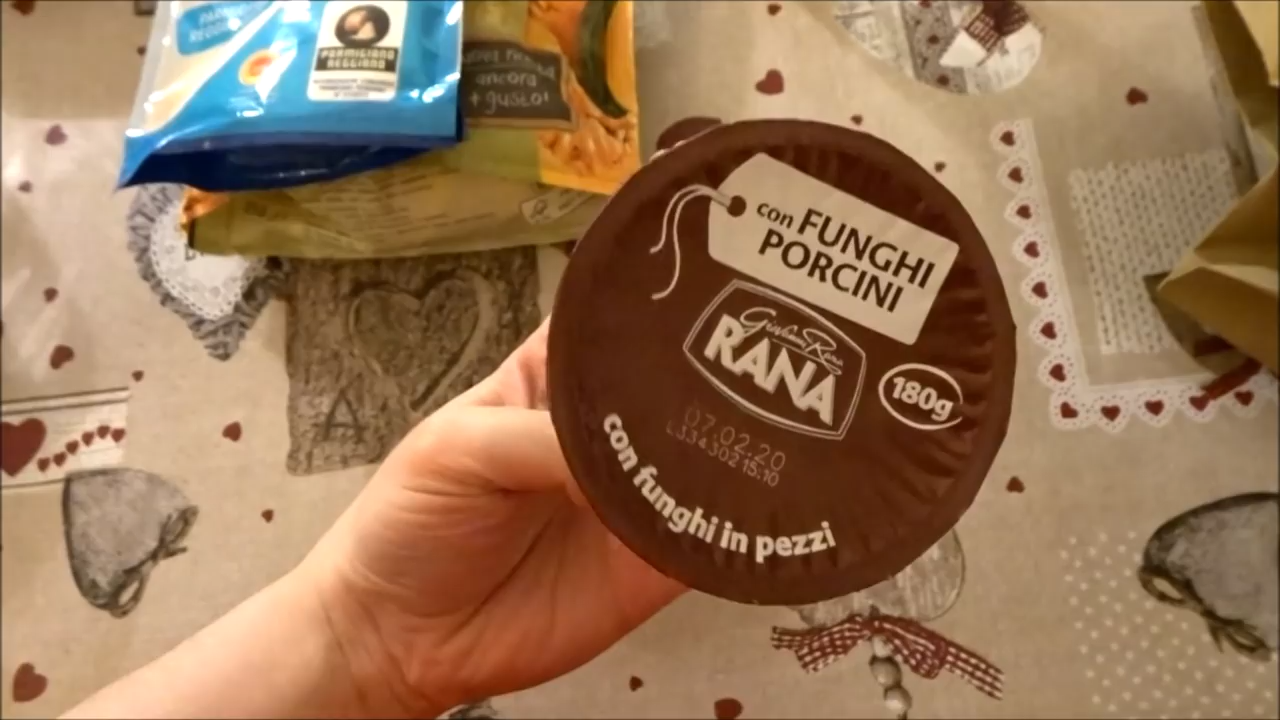 PARMIGIANO
REGGIANO
ancora
+ gusto!
con FUNGHI
PORCINI
Giovanni Rana
RANA
180g
07.02.20
L334302 15:10
con funghi in pezzi
A